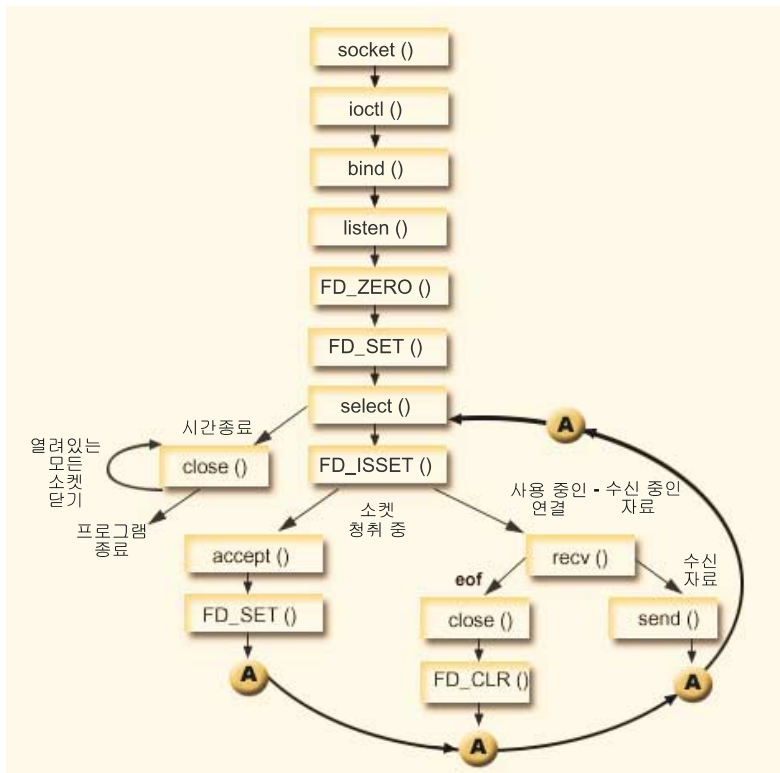 socket ()
ioctl ()
bind ()
listen ()
FD_ZERO ()
FD_SET ()
select ()
A
시간종료
열려있는
모든
소켓
닫기
close ()
FD_ISSET ()
프로그램
종료
소켓
청취 중
사용 중인 - 수신 중인
연결 자료
accept ()
recv ()
eof
수신
자료
FD_SET ()
close ()
send ()
A
FD_CLR ()
A
A